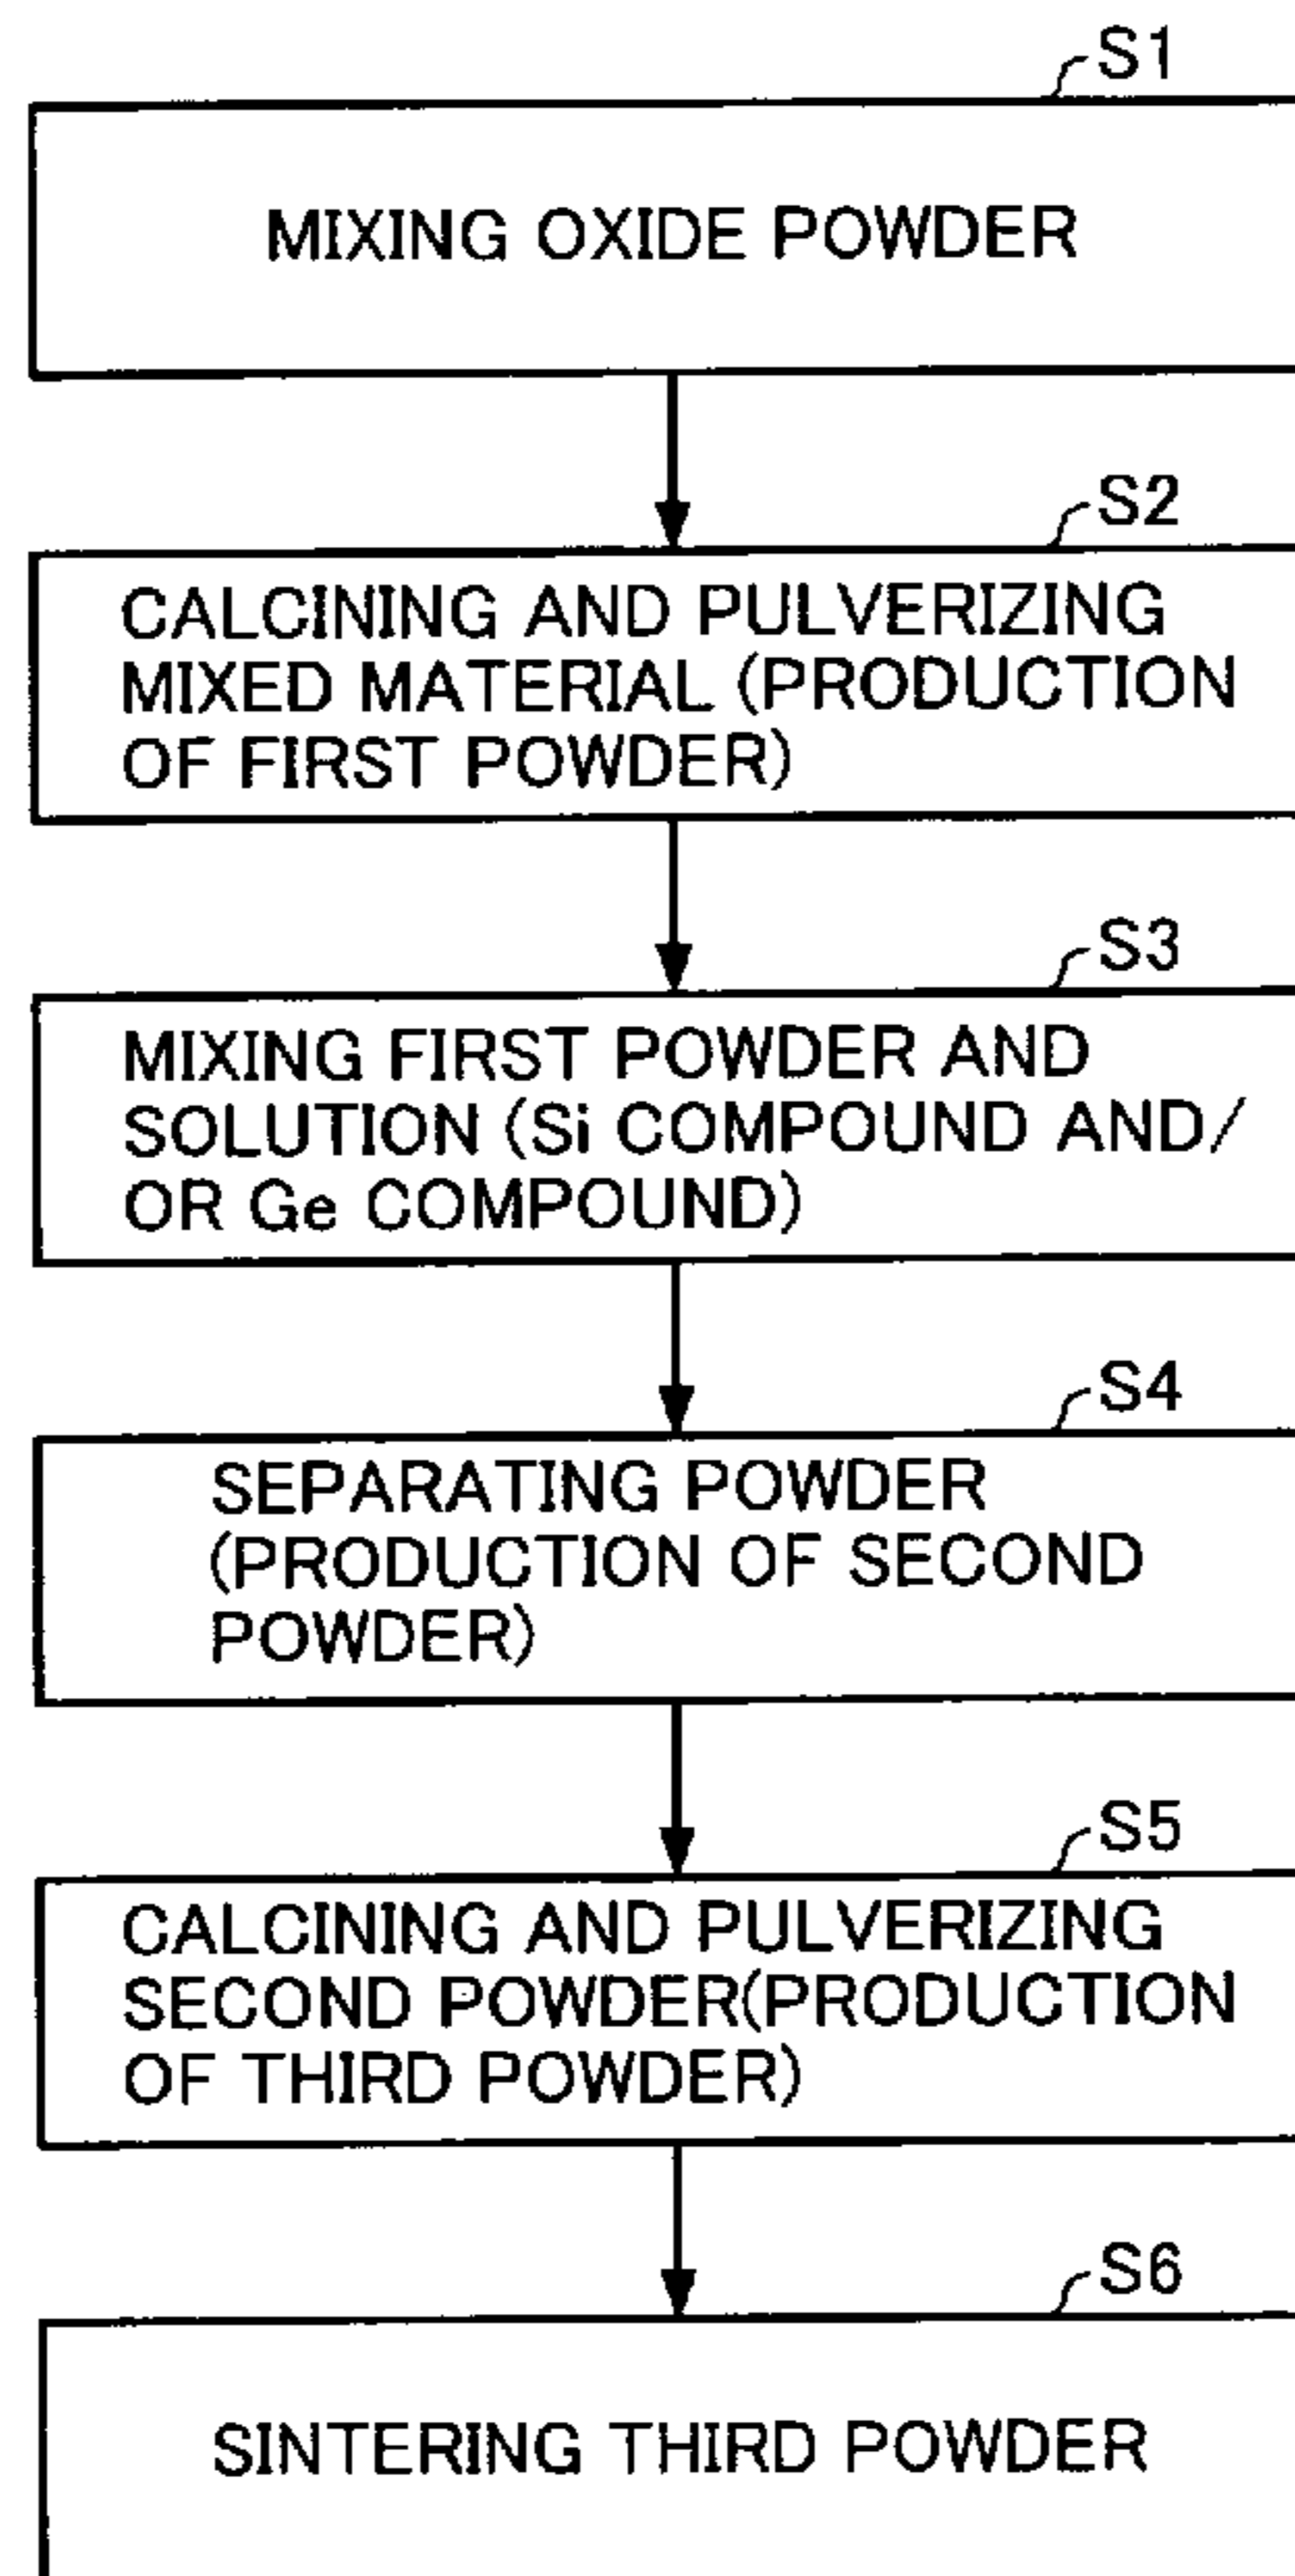 S1
MIXING OXIDE POWDER
S2
CALCINING AND PULVERIZING
MIXED MATERIAL (PRODUCTION
OF FIRST POWDER)
S3
MIXING FIRST POWDER AND
SOLUTION (Si COMPOUND AND/
OR Ge COMPOUND)
S4
SEPARATING POWDER
(PRODUCTION OF SECOND
POWDER)
S5
CALCINING AND PULVERIZING
SECOND POWDER(PRODUCTION
OF THIRD POWDER)
S6
SINTERING THIRD POWDER